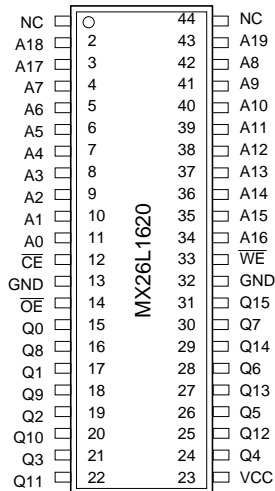 NC 44 NC
A18 2 43 A19
A17 3 42 A8
A7 4 41 A9
A6 5 40 A10
A5 6 39 A11
A4 7 38 A12
A3 8 37 A13
A2 9 36 A14
A1 10 35 A15
A0 11 34 A16
CE 12 33 WE
GND 13 32 GND
OE 14 31 Q15
Q0 15 30 Q7
Q8 16 29 Q14
Q1 17 28 Q6
Q9 18 27 Q13
Q2 19 26 Q5
Q10 20 25 Q12
Q3 21 24 Q4
Q11 22 23 VCC
MX26L1620